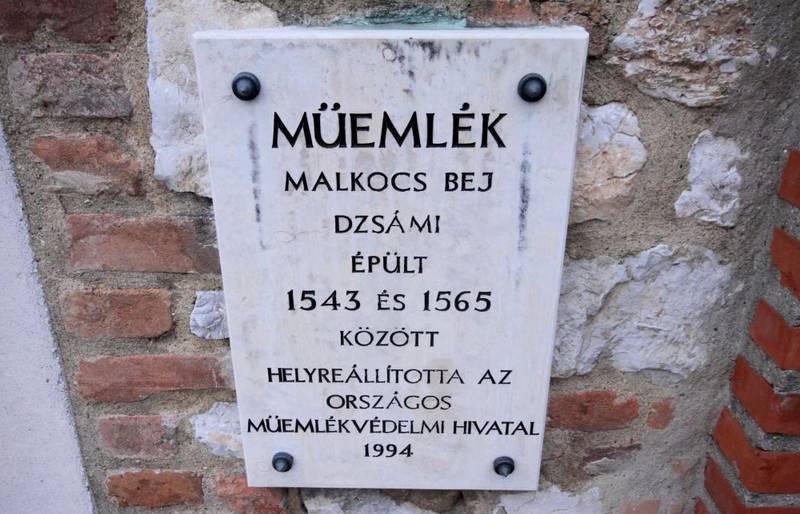 MŰEMLÉK
MALKOCS BEJ
DZSÁMI
ÉPÜLT
1543 ÉS 1565
KÖZÖTT
HELYREÁLLÍTOTTA AZ
ORSZÁGOS
MŰEMLÉKVÉDELMI HIVATAL
1994